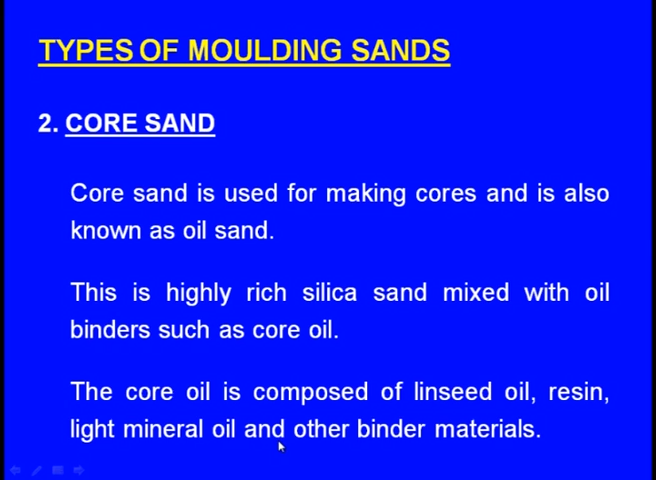 TYPES OF MOULDING SANDS
2. CORE SAND
Core sand is used for making cores and is also
known as oil sand.
This is highly rich silica sand mixed with oil
binders such as core oil.
The core oil is composed of linseed oil, resin,
light mineral oil and other binder materials.